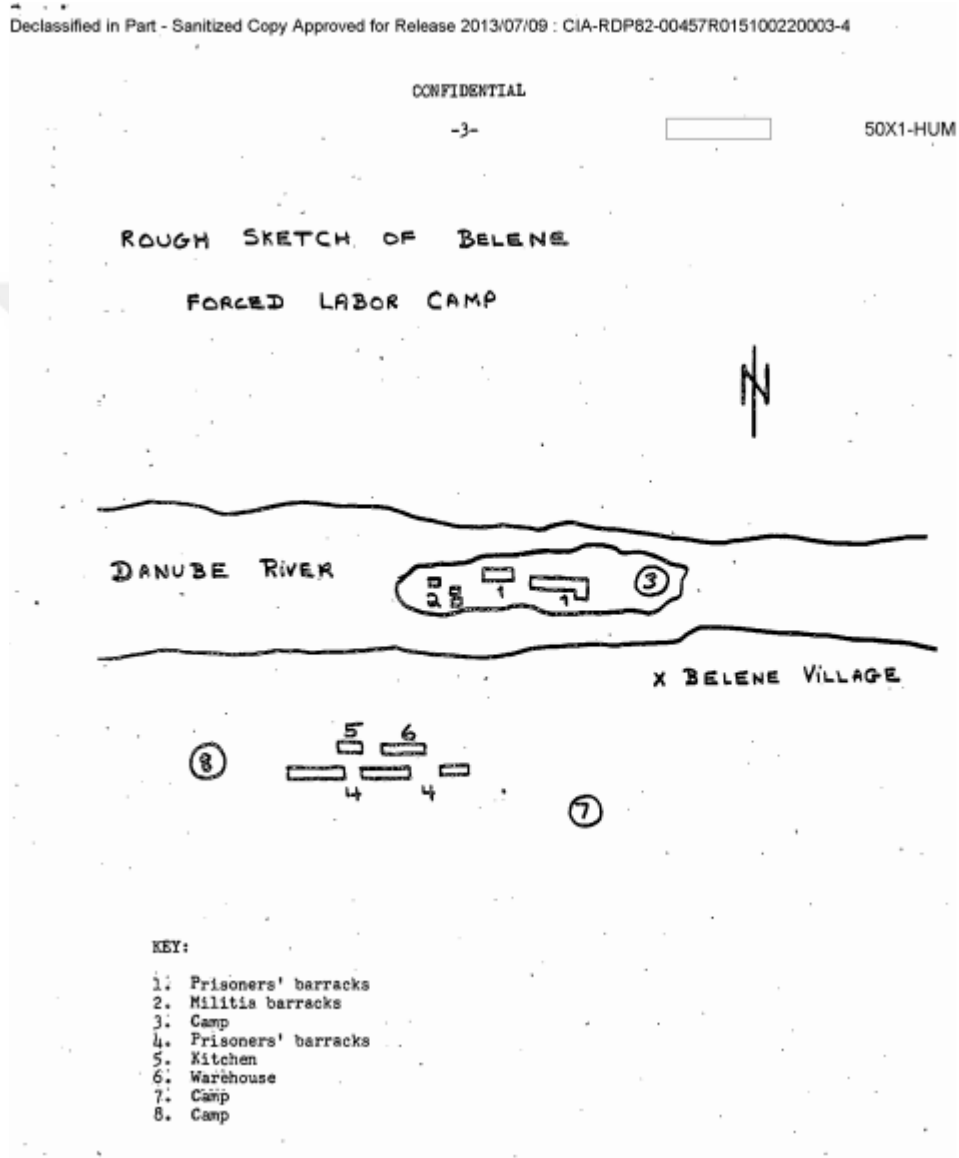 Declassified in Part - Sanitized Copy Approved for Release 2013/07/09 : CIA-RDP82-00457R015100220003-4
CONFIDENTIAL
-3-
50X1-HUM
ROUGH SKETCH OF BELENE
FORCED LABOR CAMP
N
DANUBE RIVER
2
1
1
3
X BELENE VILLAGE
5
6
8
4
4
7
KEY:
1. Prisoners' barracks
2. Militia barracks
3. Camp
4. Prisoners' barracks
5. Kitchen
6. Warehouse
7. Camp
8. Camp